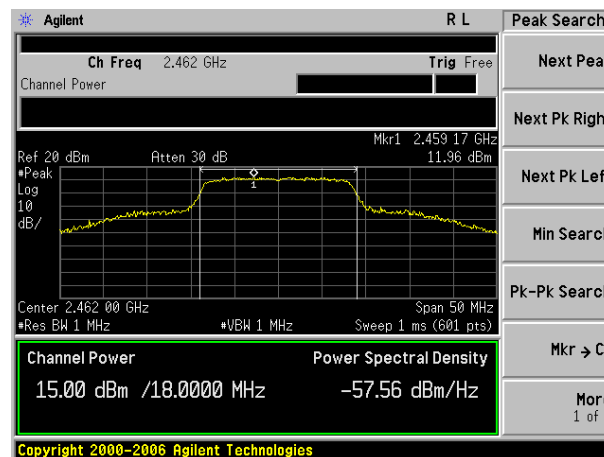 Agilent R L Peak Search
Ch Freq 2.462 GHz Trig Free
Channel Power
Mkr1 2.459 17 GHz
Ref 20 dBm Atten 30 dB 11.96 dBm
#Peak
Log
10
dB/
1
Center 2.462 00 GHz Span 50 MHz
#Res BW 1 MHz #VBW 1 MHz Sweep 1 ms (601 pts)
Channel Power Power Spectral Density
15.00 dBm /18.0000 MHz -57.56 dBm/Hz
Copyright 2000-2006 Agilent Technologies
Next Pea
Next Pk Righ
Next Pk Lef
Min Searc
Pk-Pk Searc
Mkr → C
Mor
1 of